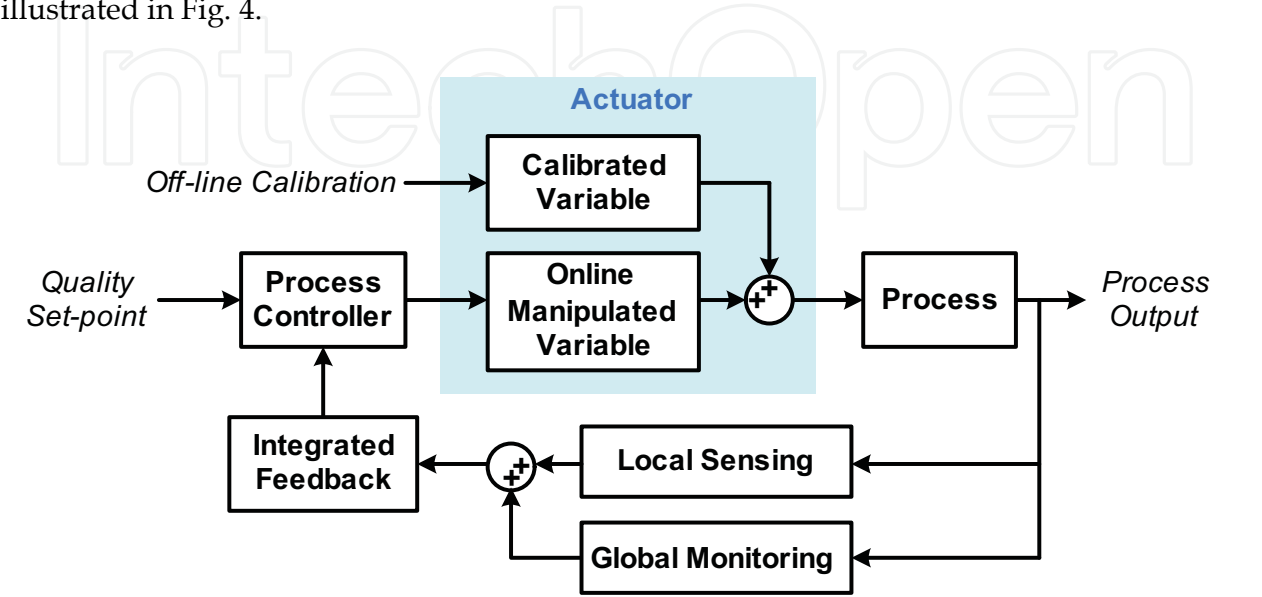 illustrated in Fig. 4.
IntechOpen
Actuator
Off-line Calibration
Calibrated
Variable
Quality
Set-point
Process
Controller
Online
Manipulated
Variable
++
Process
Process
Output
Integrated
Feedback
++
Local Sensing
Global Monitoring